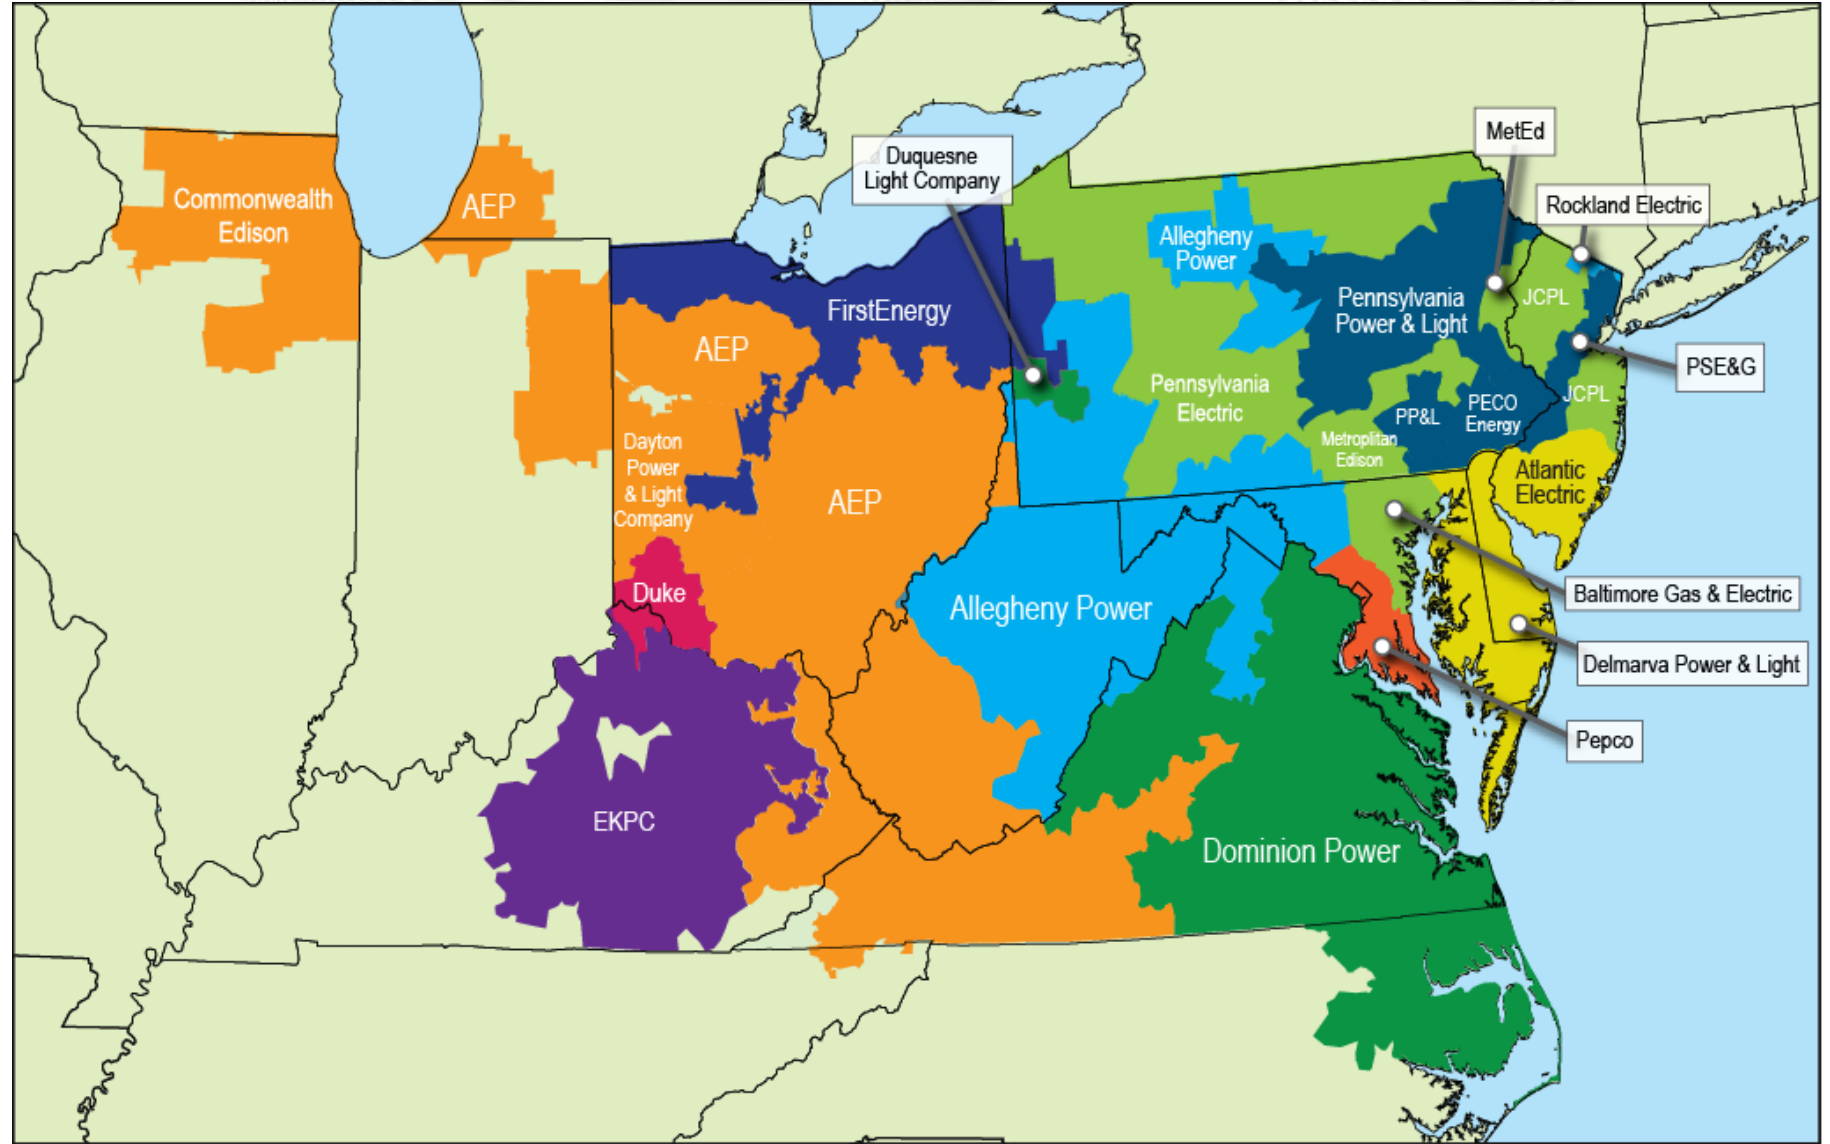 MetEd
Duquesne
Light Company
Commonwealth
Edison
AEP
Rockland Electric
Allegheny
Power
FirstEnergy
Pennsylvania
Power & Light
JCPL
AEP
PSE&G
Pennsylvania
Electric
JCPL
PP&L
PECO
Energy
Dayton
Power
& Light
Company
Metroplitan
Edison
AEP
Atlantic
Electric
Duke
Allegheny Power
Baltimore Gas & Electric
Delmarva Power & Light
Pepco
EKPC
Dominion Power